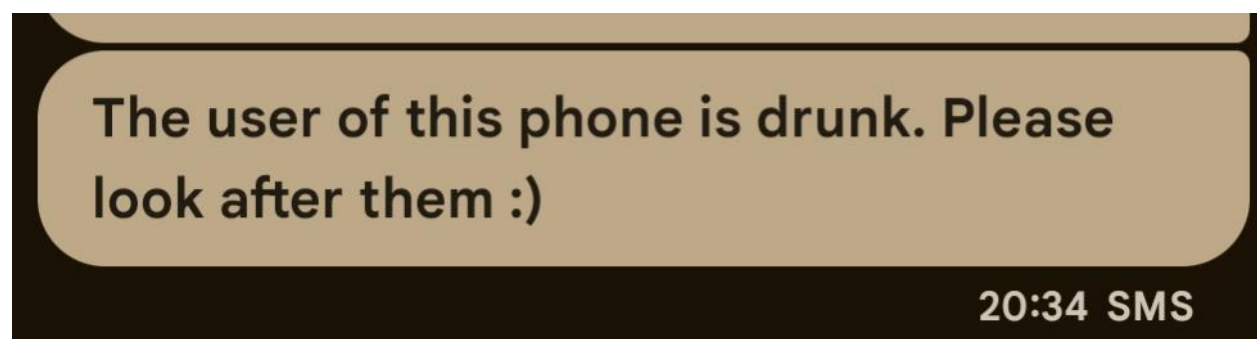 The user of this phone is drunk. Please
look after them :)
20:34 SMS